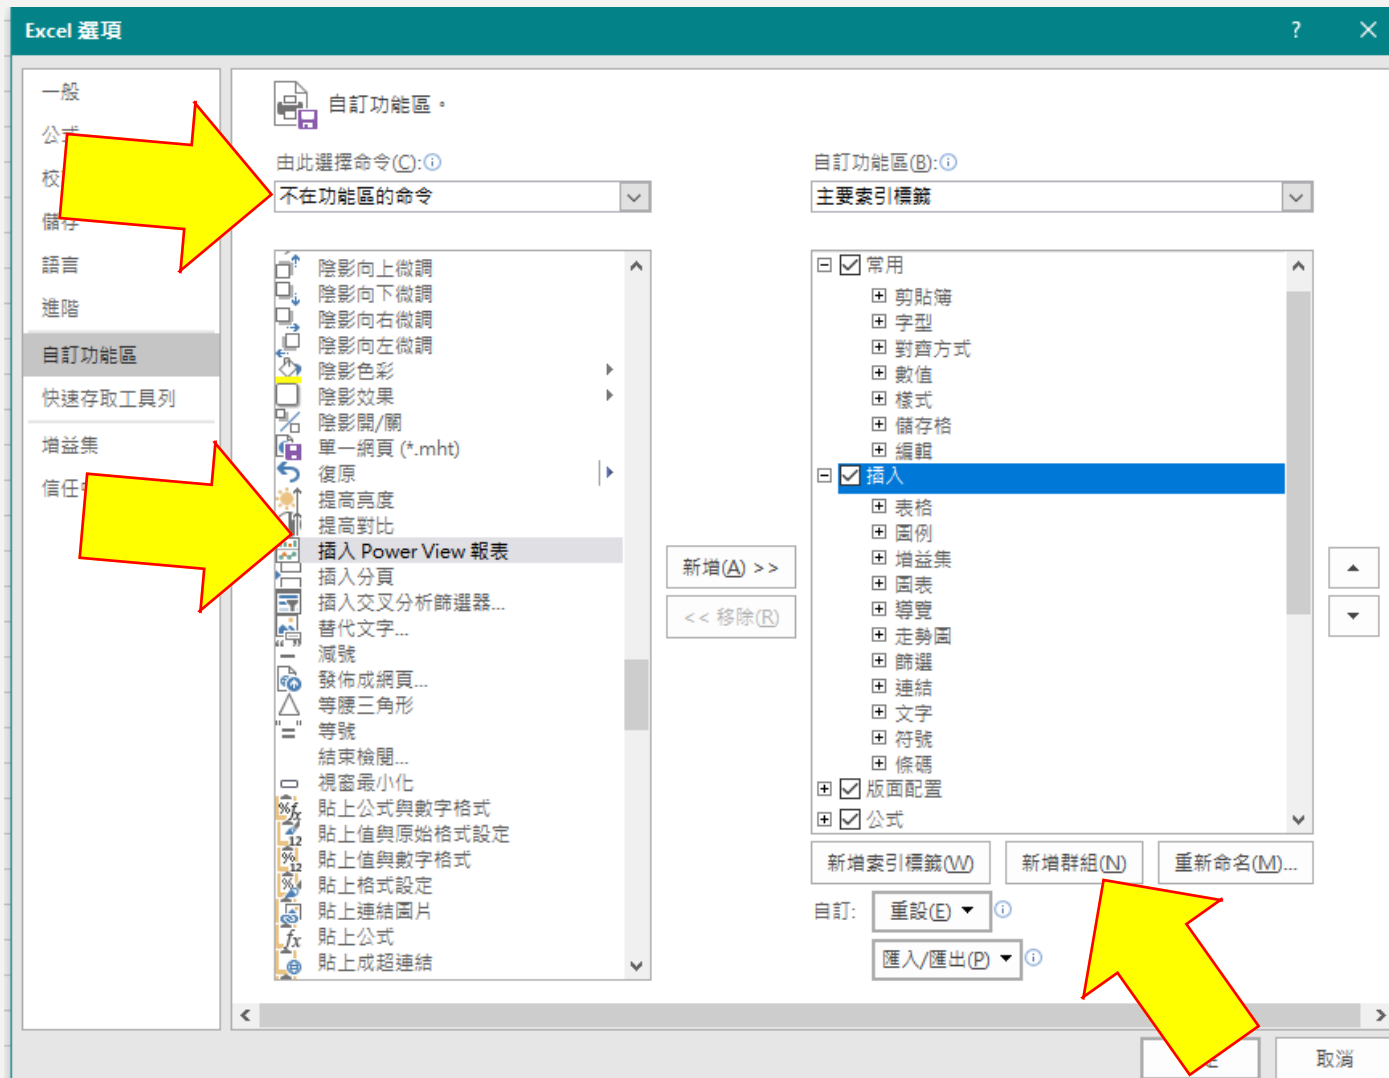 Excel 選項
?
一般
公式
校
儲存
語言
進階
自訂功能區
快速存取工具列
增益集
信任
自訂功能區。
由此選擇命令(C):
不在功能區的命令
陰影向上微調
陰影向下微調
陰影向右微調
陰影向左微調
陰影色彩
陰影效果
陰影開/關
單一網頁 (*.mht)
復原
提高亮度
提高對比
插入 Power View 報表
插入分頁
插入交叉分析篩選器...
替代文字...
減號
發佈成網頁...
等腰三角形
等號
結束檢閱...
視窗最小化
貼上公式與數字格式
貼上值與原始格式設定
貼上值與數字格式
貼上格式設定
貼上連結圖片
貼上公式
貼上成超連結
新增(A) >>
<< 移除(R)
自訂功能區(B):
主要索引標籤
常用
剪貼簿
字型
對齊方式
數值
樣式
儲存格
編輯
插入
表格
圖例
增益集
圖表
導覽
走勢圖
篩選
連結
文字
符號
條碼
版面配置
公式
新增索引標籤(W)
新增群組(N)
重新命名(M)...
自訂:
重設(E)
匯入/匯出(P)
取消